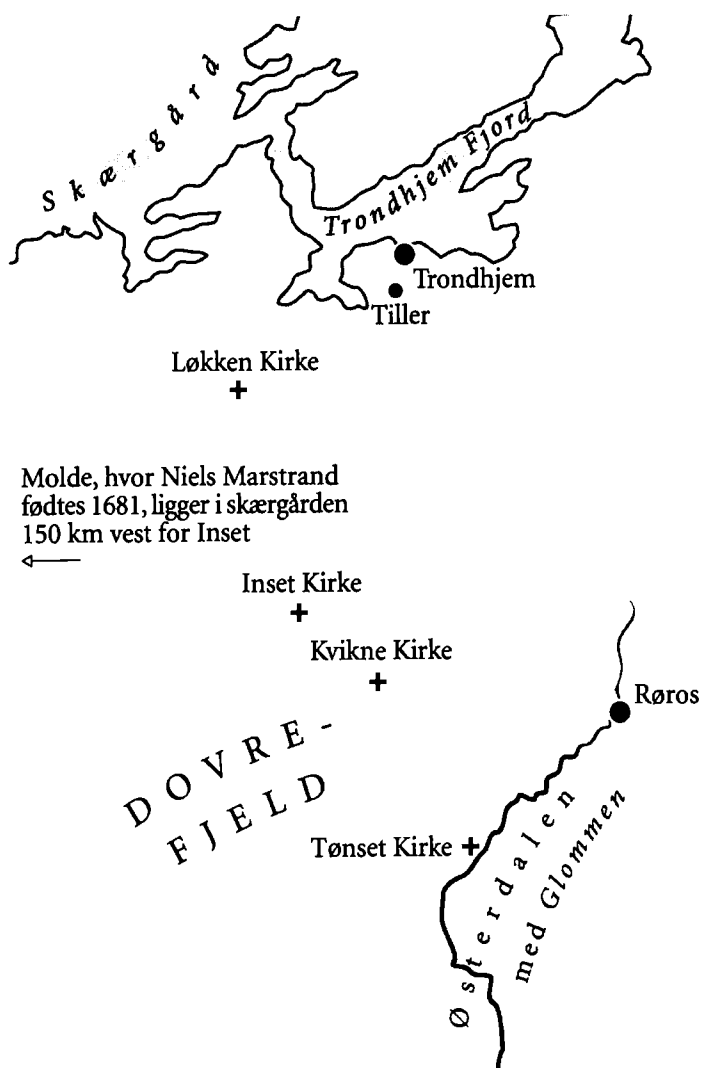 Skærgård
Trondhjem Fjord
Trondhjem
Tiller
Løkken Kirke
Molde, hvor Niels Marstrand
fødtes 1681, ligger i skærgården
150 km vest for Inset
Inset Kirke
Kvikne Kirke
Røros
DOVRE-
FJELD
Tønset Kirke
Østerdalen
med Glommen